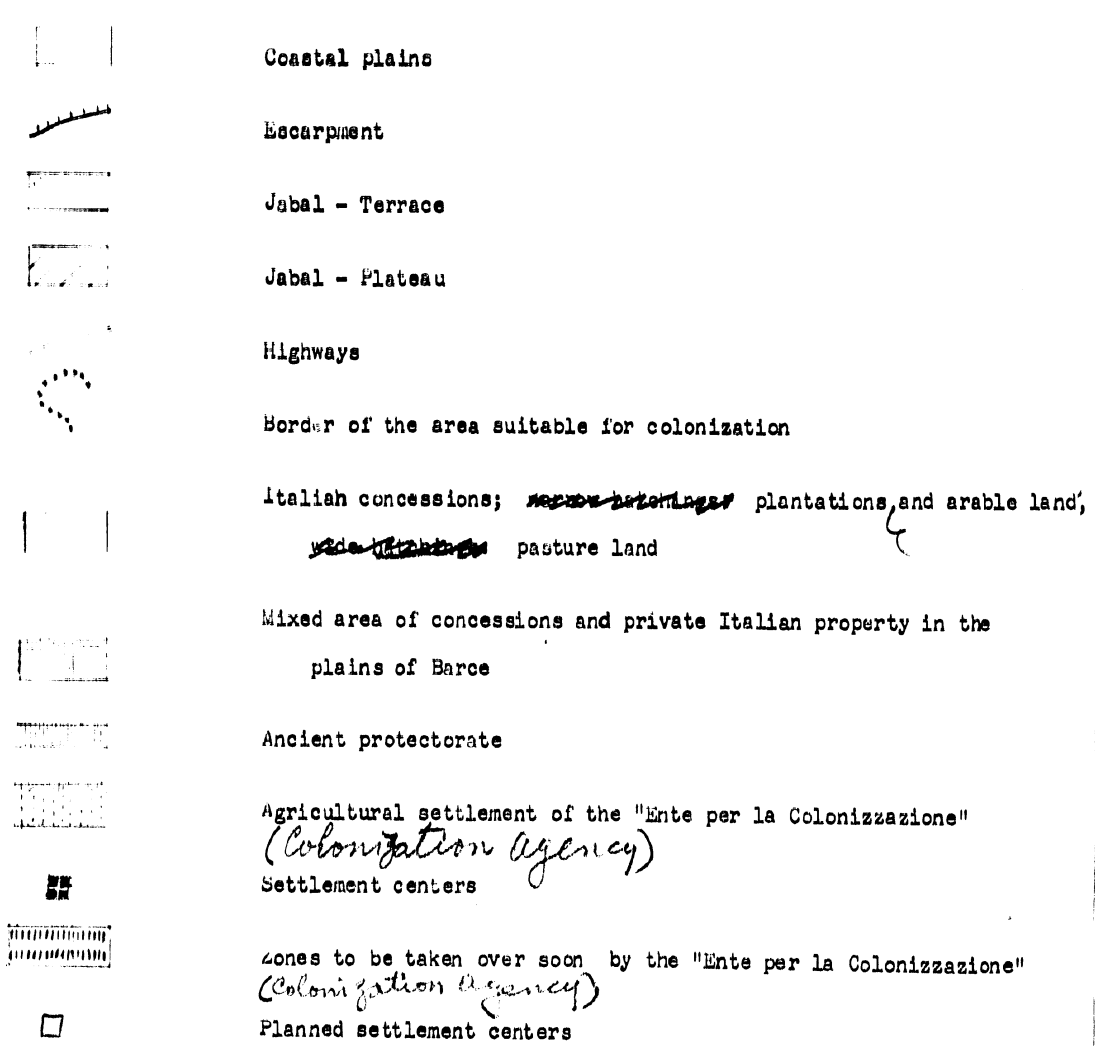 Coastal plains
Escarpment
Jabal - Terrace
Jabal - Plateau
Highways
Border of the area suitable for colonization
Italiah concessions; plantations, and arable land,
pasture land
Mixed area of concessions and private Italian property in the
plains of Barce
Ancient protectorate
Agricultural settlement of the "Ente per la Colonizzazione"
(Colonization Agency)
Settlement centers
Zones to be taken over soon by the "Ente per la Colonizzazione"
(Colonization Agency)
Planned settlement centers